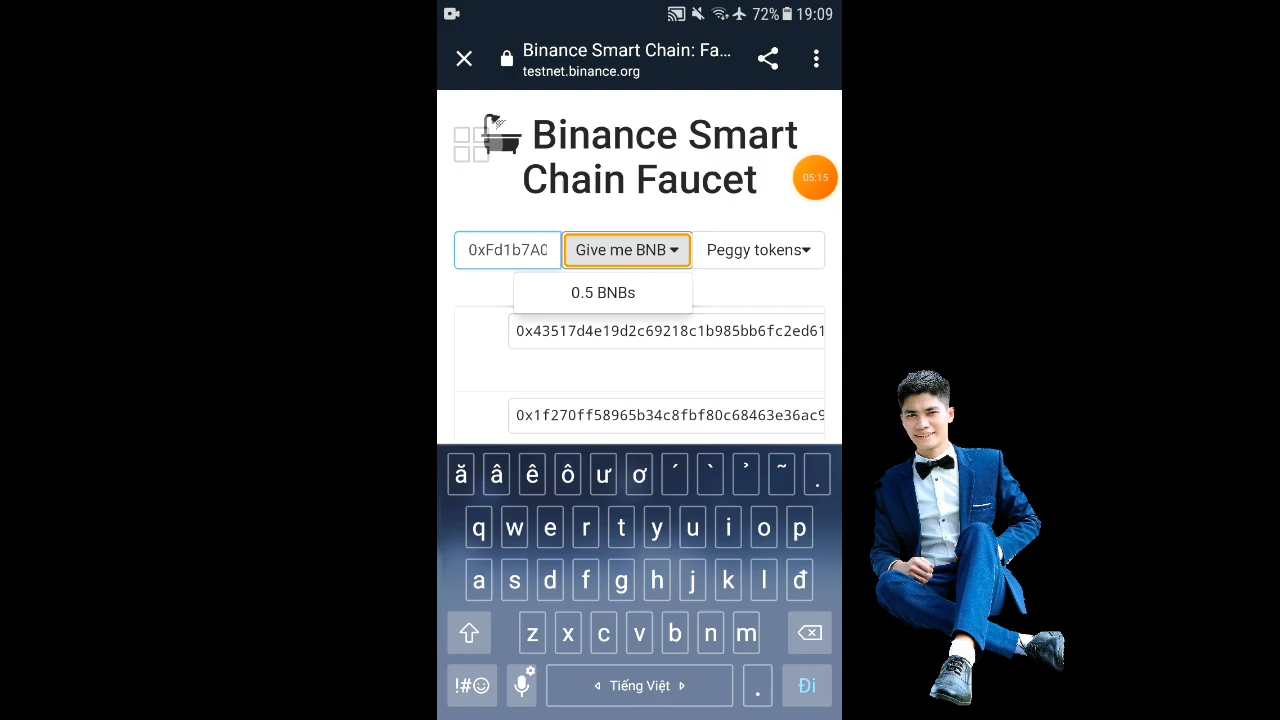 72% 19:09
Binance Smart Chain: Fa...
testnet.binance.org
Binance Smart
Chain Faucet
05:15
0xFd1b7A0
Give me BNB
Peggy tokens
0.5 BNBs
0x43517d4e19d2c69218c1b985bb6fc2ed61
0x1f270ff58965b34c8fbf80c68463e36ac9
ă â ê ô ư ơ ́ ̀ ̉ ̃ .
q w e r t y u i o p
a s d f g h j k l đ
z x c v b n m
!#☺ Tiếng Việt . Đi